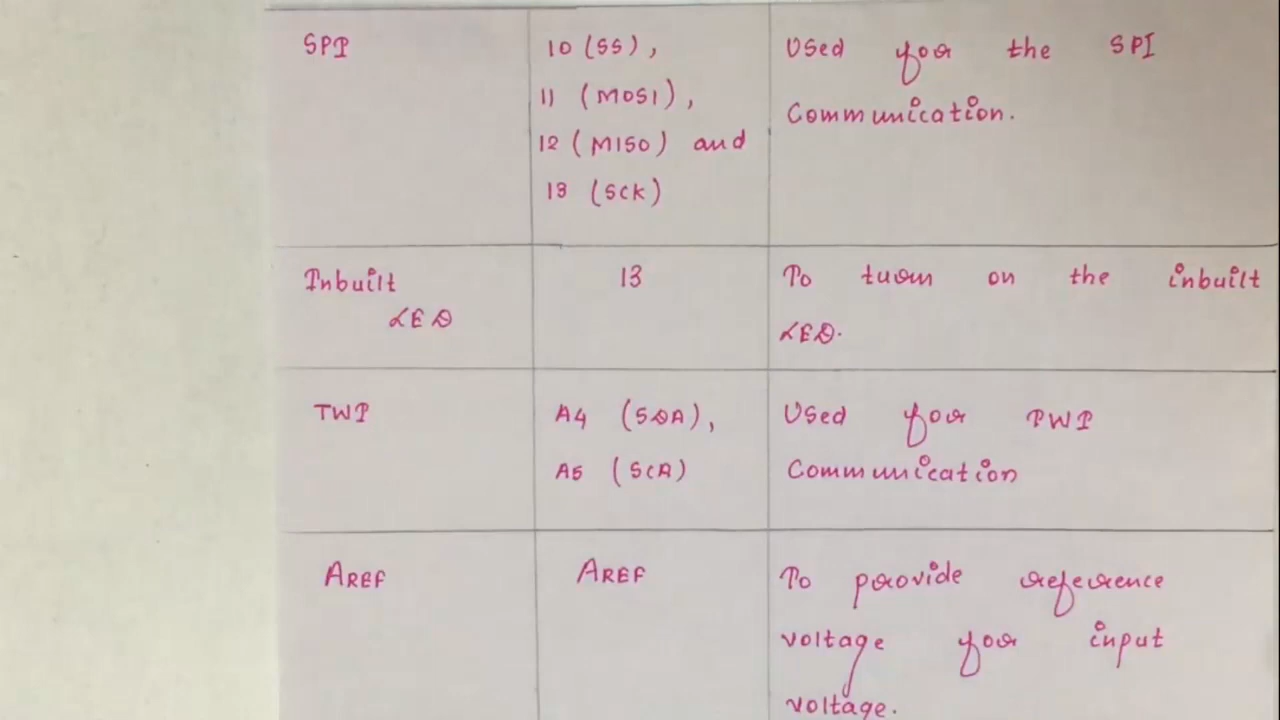 SPI 10 (SS), Used for the SPI
11 (MOSI), Communication.
12 (MISO) and
13 (SCK)
Inbuilt 13 To turn on the inbuilt
LED LED.
TWI A4 (SDA), Used for TWI
A5 (SCA) Communication
AREF AREF To provide reference
voltage for input
voltage.